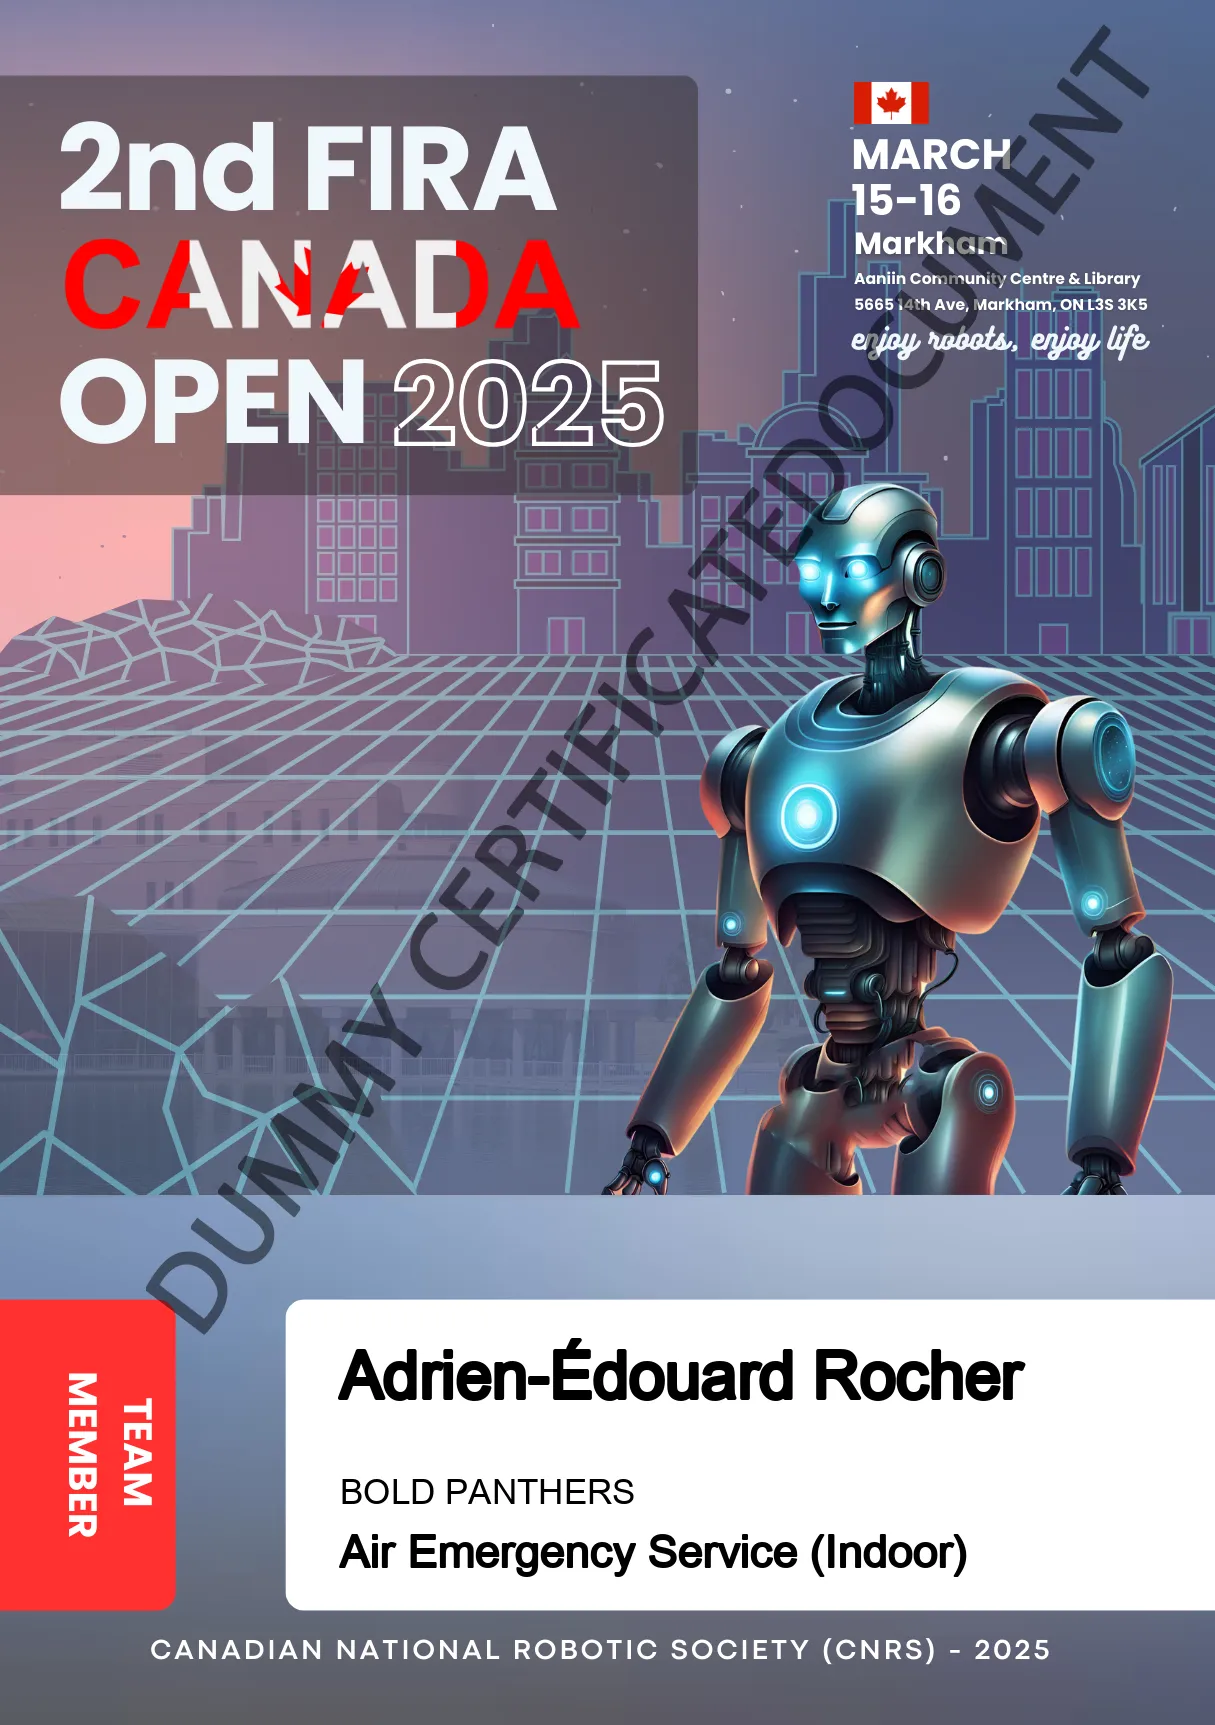 2nd FIRA
CANADA
OPEN 2025
MARCH
15-16
Markham
Aaniin Community Centre & Library
5665 14th Ave, Markham, ON L3S 3K5
enjoy robots, enjoy life
DUMMY CERTIFICATEDOCUMENT
TEAM
MEMBER
Adrien-Édouard Rocher
BOLD PANTHERS
Air Emergency Service (Indoor)
CANADIAN NATIONAL ROBOTIC SOCIETY (CNRS) - 2025